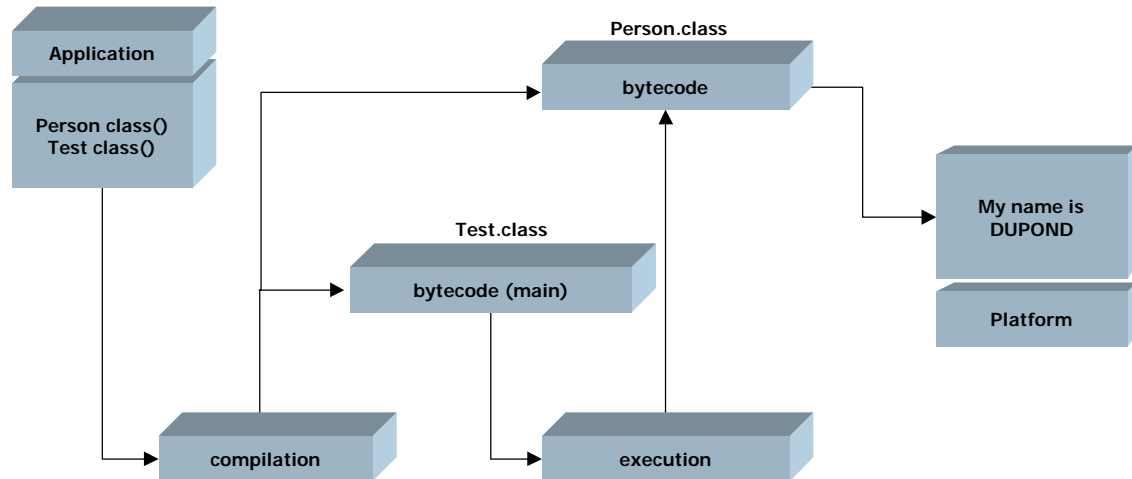 Application
Person class()
Test class()
Person.class
bytecode
My name is
DUPOND
Platform
Test.class
bytecode (main)
compilation
execution